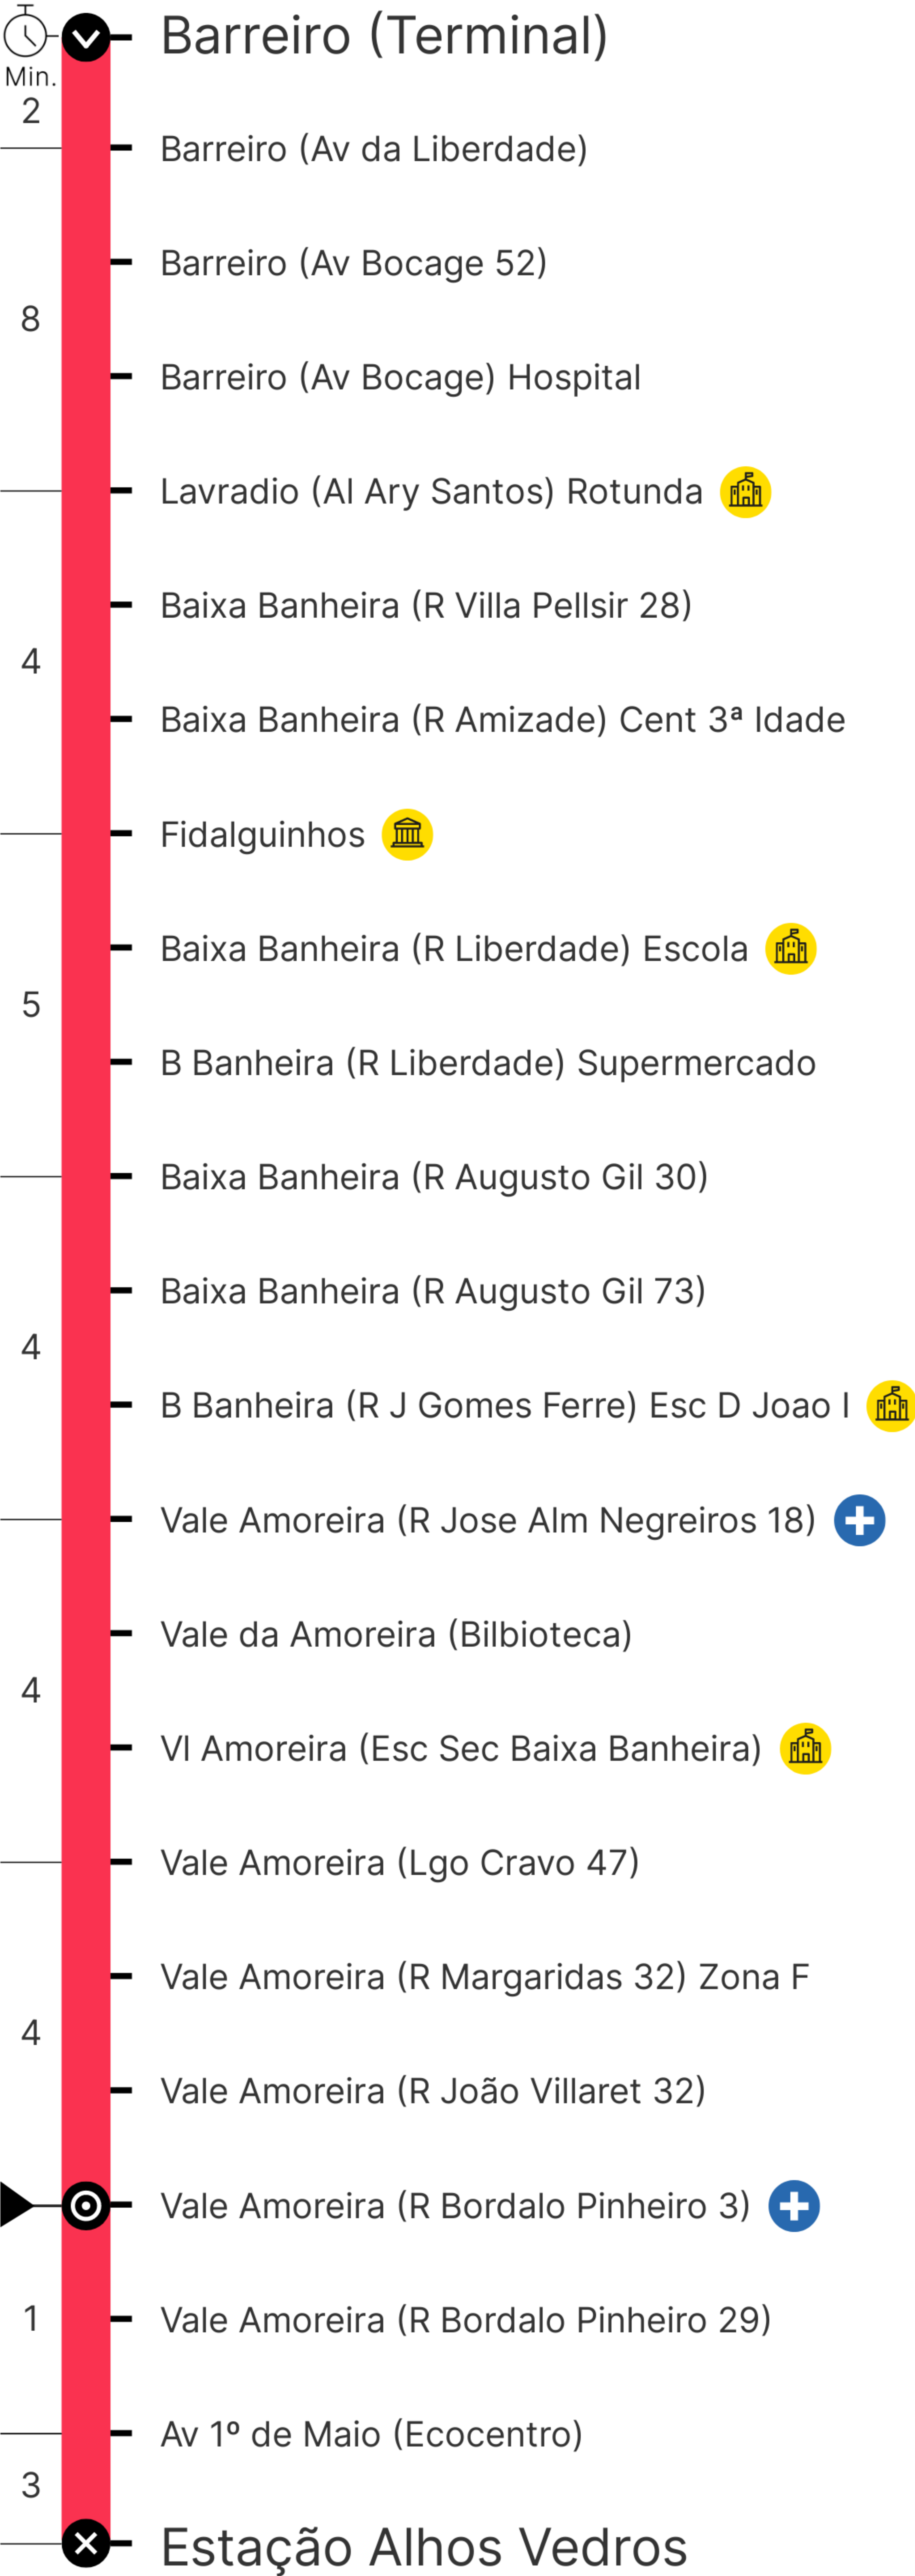 Barreiro (Terminal)
Min.
2
Barreiro (Av da Liberdade)
Barreiro (Av Bocage 52)
8
Barreiro (Av Bocage) Hospital
Lavradio (Al Ary Santos) Rotunda
Baixa Banheira (R Villa Pellsir 28)
4
Baixa Banheira (R Amizade) Cent 3ª Idade
Fidalguinhos
Baixa Banheira (R Liberdade) Escola
5
B Banheira (R Liberdade) Supermercado
Baixa Banheira (R Augusto Gil 30)
Baixa Banheira (R Augusto Gil 73)
4
B Banheira (R J Gomes Ferre) Esc D Joao I
Vale Amoreira (R Jose Alm Negreiros 18)
Vale da Amoreira (Bilbioteca)
4
Vl Amoreira (Esc Sec Baixa Banheira)
Vale Amoreira (Lgo Cravo 47)
Vale Amoreira (R Margaridas 32) Zona F
4
Vale Amoreira (R João Villaret 32)
Vale Amoreira (R Bordalo Pinheiro 3)
1
Vale Amoreira (R Bordalo Pinheiro 29)
Av 1º de Maio (Ecocentro)
3
Estação Alhos Vedros